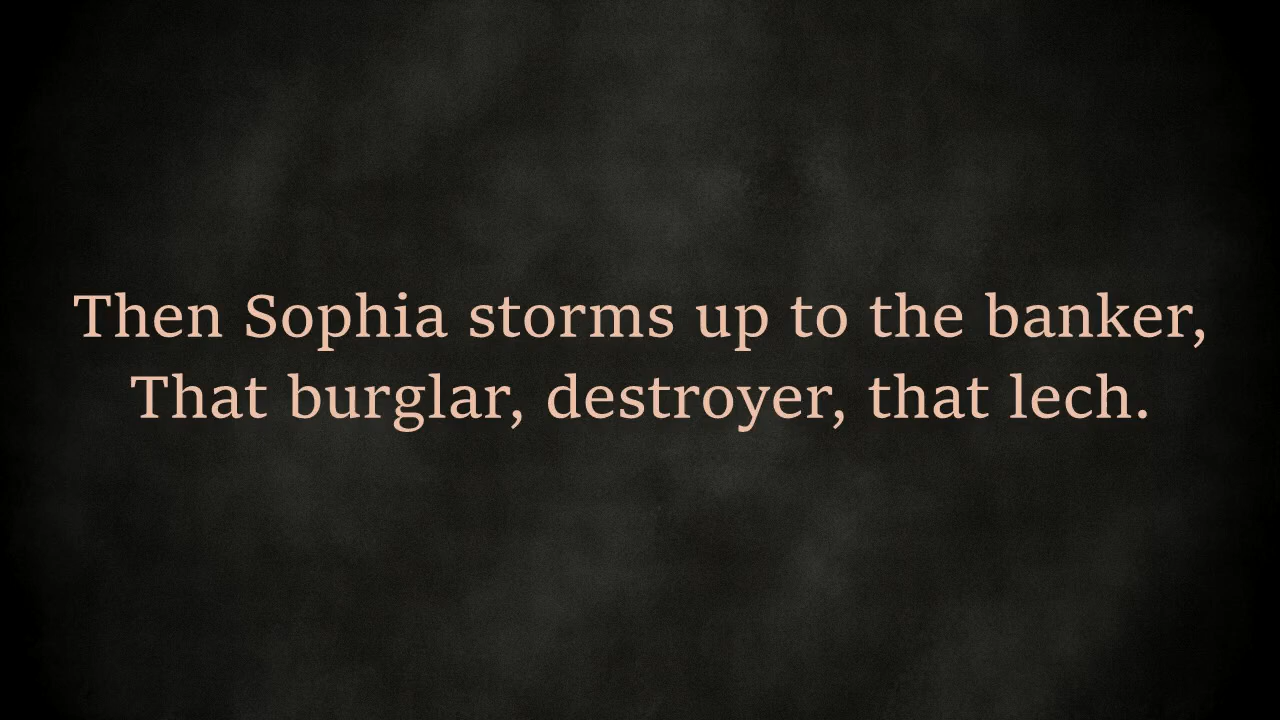 Then Sophia storms up to the banker,
That burglar, destroyer, that lech.